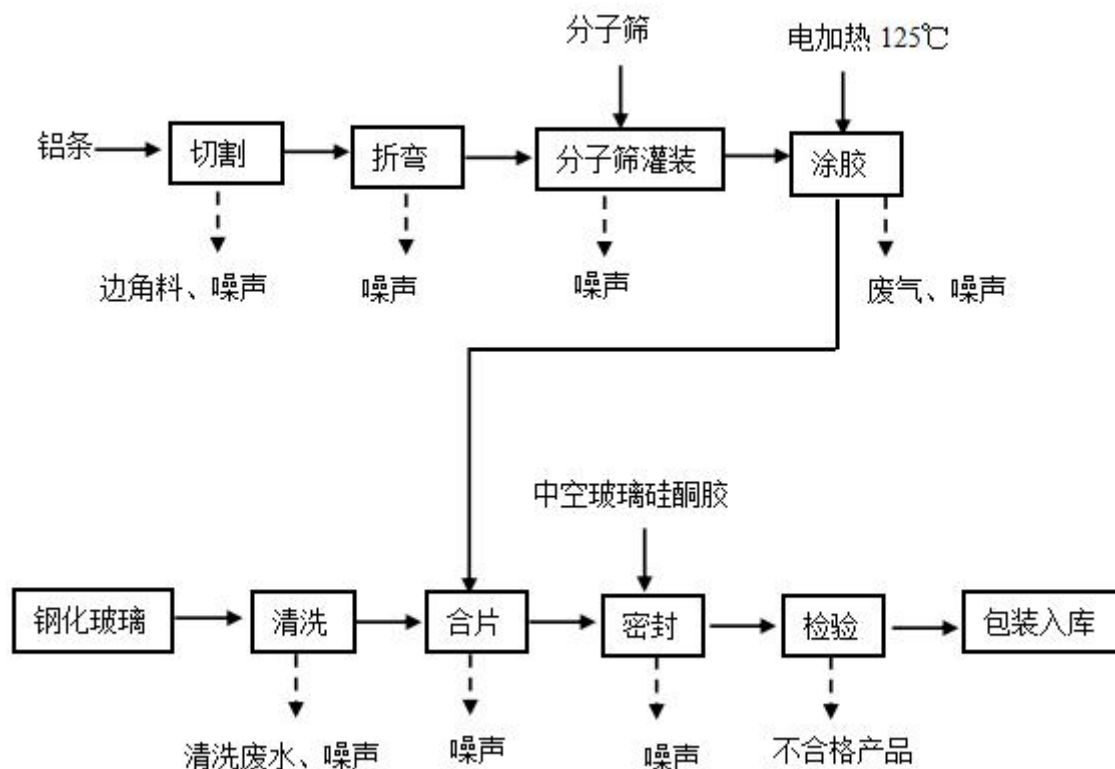 分子筛
电加热 125℃
铝条
切割
折弯
分子筛灌装
涂胶
边角料、噪声
噪声
噪声
废气、噪声
中空玻璃硅酮胶
钢化玻璃
清洗
合片
密封
检验
包装入库
清洗废水、噪声
噪声
噪声
不合格产品